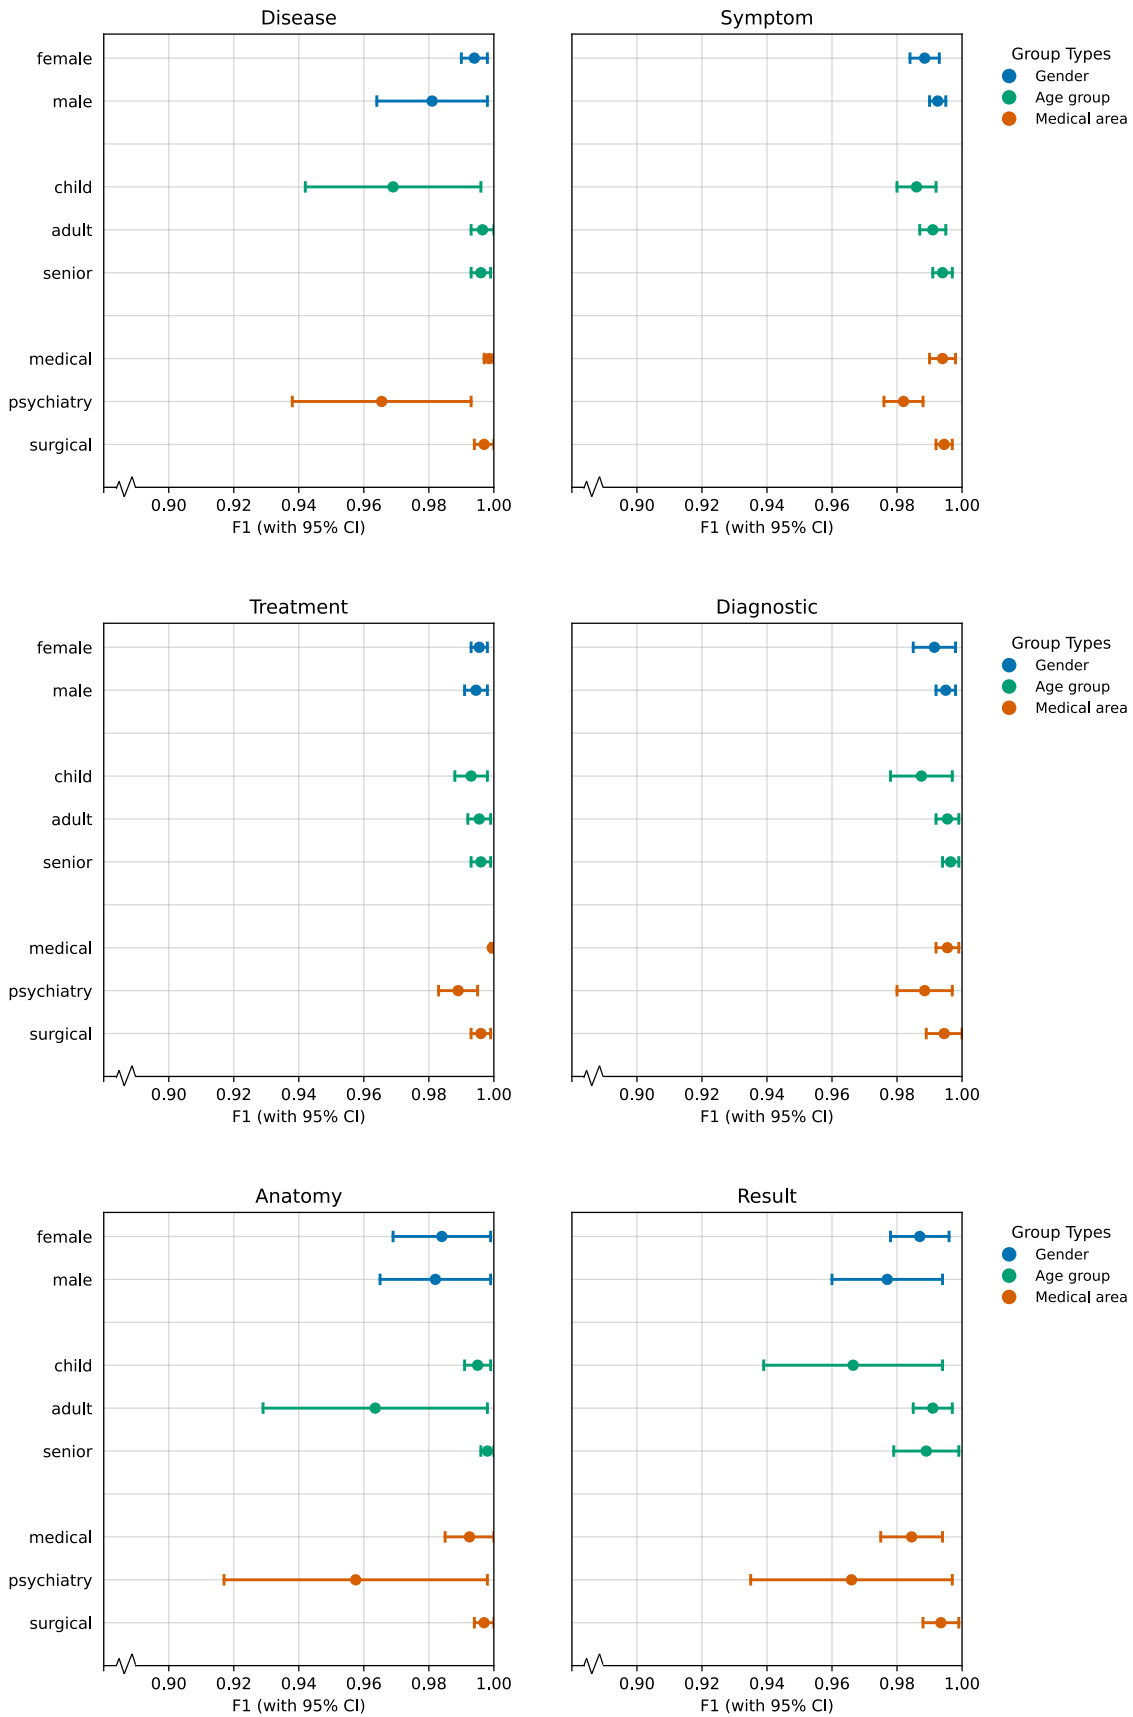 Disease
Symptom
female
male
child
adult
senior
medical
psychiatry
surgical
Group Types
Gender
Age group
Medical area
0.90 0.92 0.94 0.96 0.98 1.00
F1 (with 95% CI)
0.90 0.92 0.94 0.96 0.98 1.00
F1 (with 95% CI)
Treatment
Diagnostic
female
male
child
adult
senior
medical
psychiatry
surgical
Group Types
Gender
Age group
Medical area
0.90 0.92 0.94 0.96 0.98 1.00
F1 (with 95% CI)
0.90 0.92 0.94 0.96 0.98 1.00
F1 (with 95% CI)
Anatomy
Result
female
male
child
adult
senior
medical
psychiatry
surgical
Group Types
Gender
Age group
Medical area
0.90 0.92 0.94 0.96 0.98 1.00
F1 (with 95% CI)
0.90 0.92 0.94 0.96 0.98 1.00
F1 (with 95% CI)